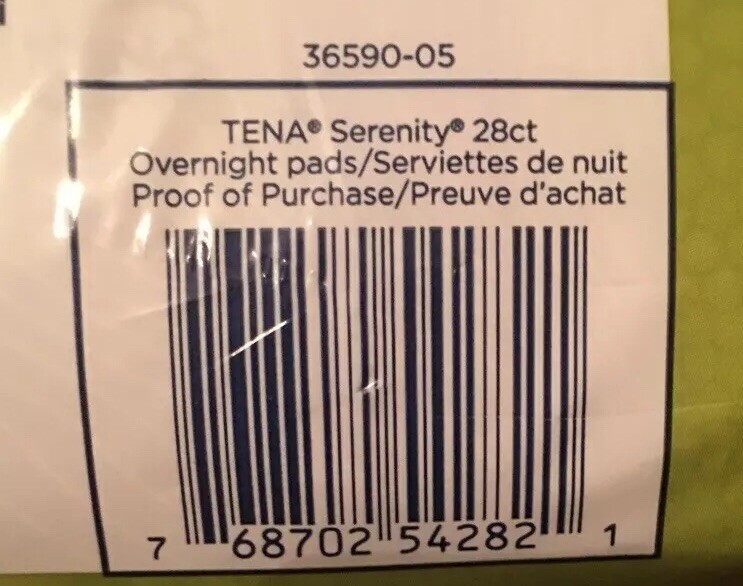 36590-05
TENA® Serenity® 28ct
Overnight pads/Serviettes de nuit
Proof of Purchase/Preuve d'achat
7 68702 54282 1